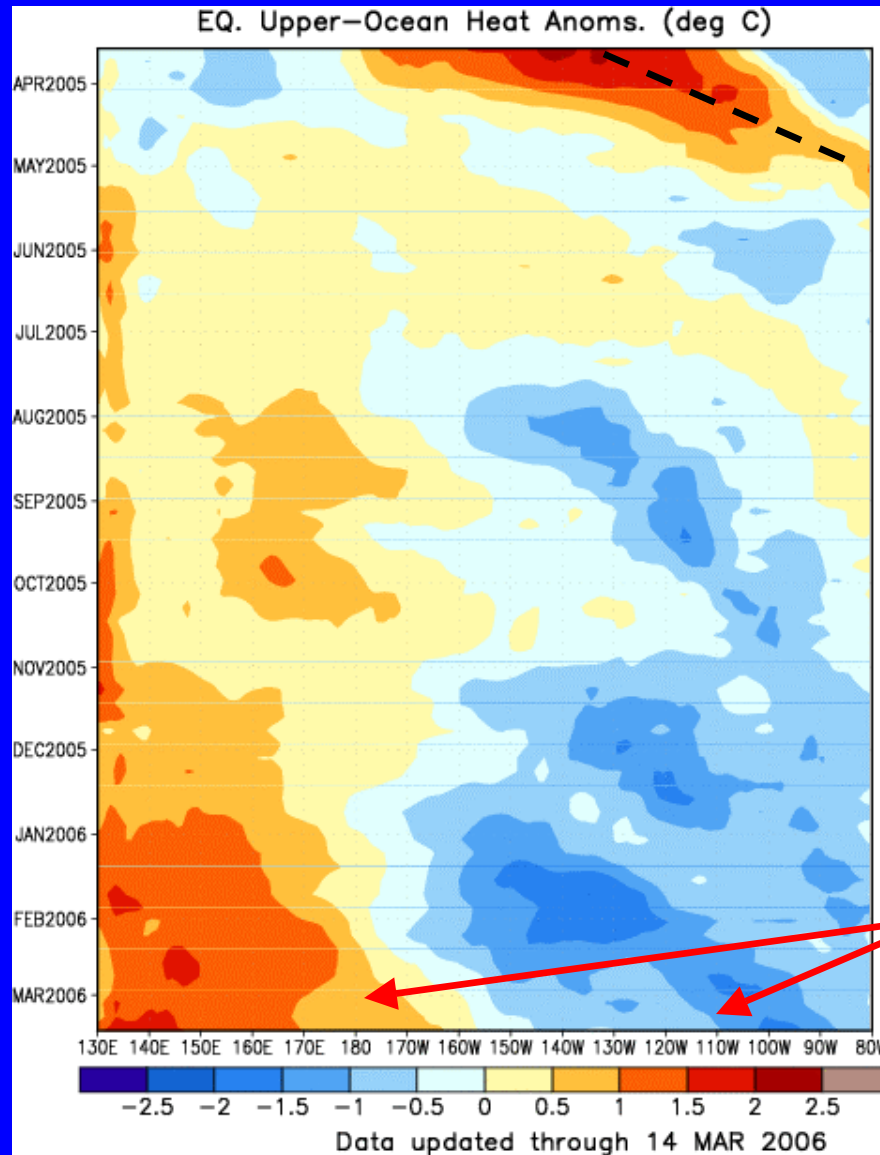 EQ. Upper-Ocean Heat Anoms. (deg C)
APR2005
MAY2005
JUN2005
JUL2005
AUG2005
SEP2005
OCT2005
NOV2005
DEC2005
JAN2006
FEB2006
MAR2006
130E 140E 150E 160E 170E 180 170W 160W 150W 140W 130W 120W 110W 100W 90W 80W
-2.5 -2 -1.5 -1 -0.5 0 0.5 1 1.5 2 2.5
Data updated through 14 MAR 2006